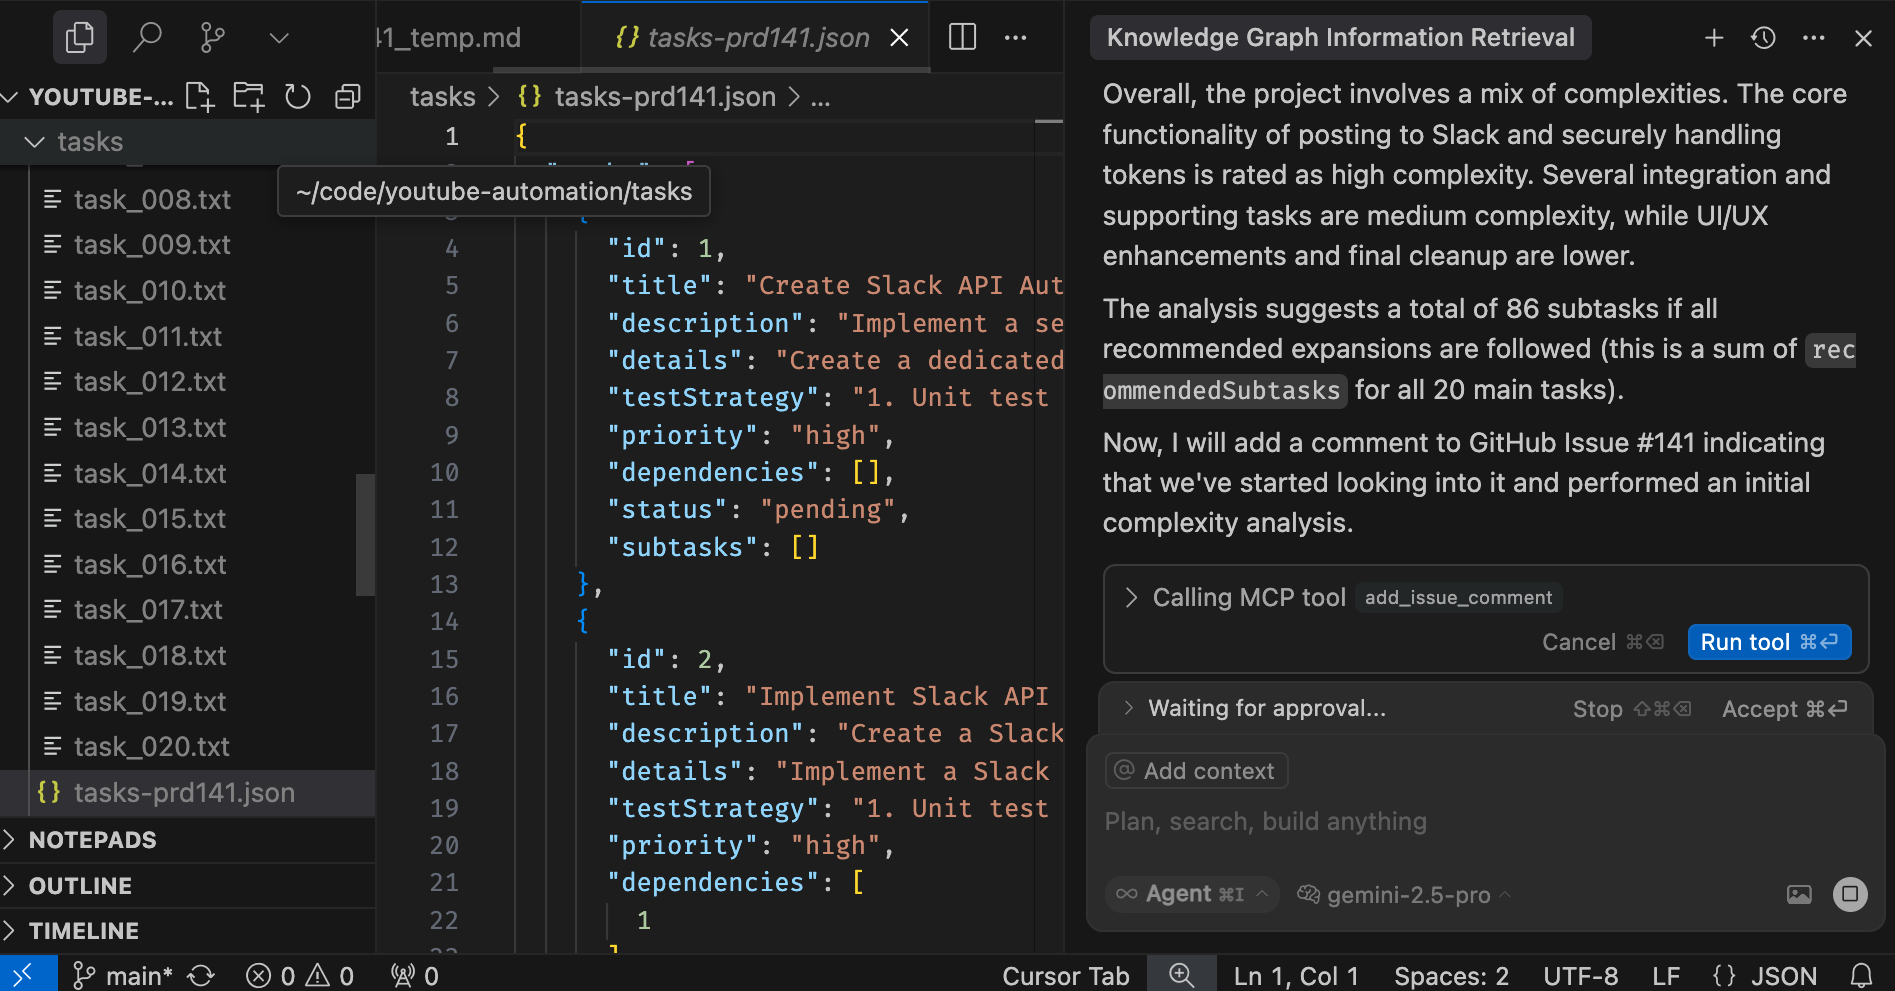 41_temp.md
{} tasks-prd141.json
Knowledge Graph Information Retrieval
YOUTUBE-...
tasks
~/code/youtube-automation/tasks
task_008.txt
task_009.txt
task_010.txt
task_011.txt
task_012.txt
task_013.txt
task_014.txt
task_015.txt
task_016.txt
task_017.txt
task_018.txt
task_019.txt
task_020.txt
{} tasks-prd141.json
NOTEPADS
OUTLINE
TIMELINE
tasks > {} tasks-prd141.json > ...
1 {
4 "id": 1,
5 "title": "Create Slack API Aut
6 "description": "Implement a se
7 "details": "Create a dedicated
8 "testStrategy": "1. Unit test
9 "priority": "high",
10 "dependencies": [],
11 "status": "pending",
12 "subtasks": []
13 },
14 {
15 "id": 2,
16 "title": "Implement Slack API
17 "description": "Create a Slack
18 "details": "Implement a Slack
19 "testStrategy": "1. Unit test
20 "priority": "high",
21 "dependencies": [
22 1
]
Overall, the project involves a mix of complexities. The core
functionality of posting to Slack and securely handling
tokens is rated as high complexity. Several integration and
supporting tasks are medium complexity, while UI/UX
enhancements and final cleanup are lower.
The analysis suggests a total of 86 subtasks if all
recommended expansions are followed (this is a sum of rec
ommendedSubtasks for all 20 main tasks).
Now, I will add a comment to GitHub Issue #141 indicating
that we've started looking into it and performed an initial
complexity analysis.
Calling MCP tool add_issue_comment
Cancel ⌘⌫ Run tool ⌘⏎
Waiting for approval... Stop ⇧⌘⌫ Accept ⌘⏎
@ Add context
Plan, search, build anything
∞ Agent ⌘I gemini-2.5-pro
main* 0 0 0
Cursor Tab Ln 1, Col 1 Spaces: 2 UTF-8 LF {} JSON